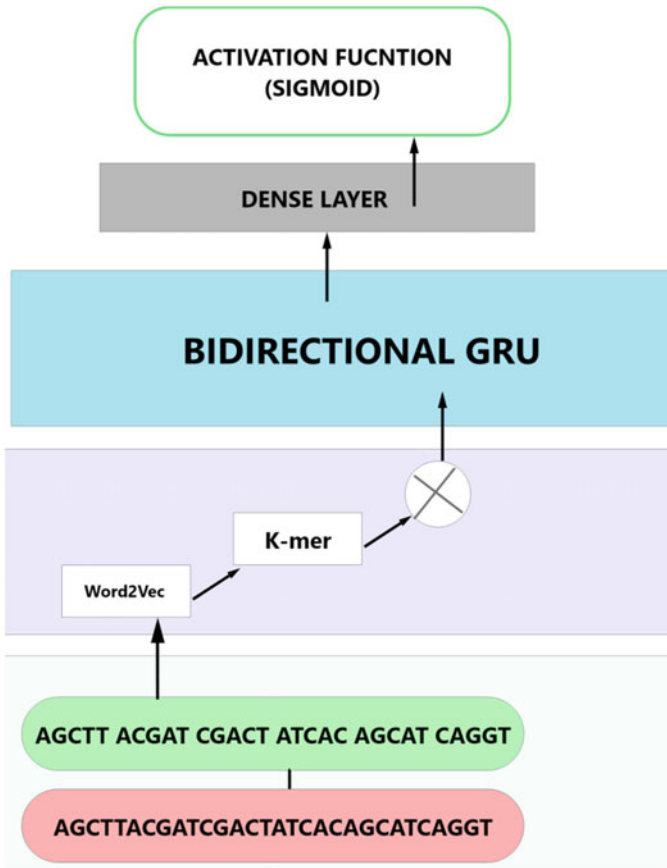 ACTIVATION FUCNTION
(SIGMOID)
DENSE LAYER
BIDIRECTIONAL GRU
K-mer
Word2Vec
AGCTT ACGAT CGACT ATCAC AGCAT CAGGT
AGCTTACGATCGACTATCACAGCATCAGGT